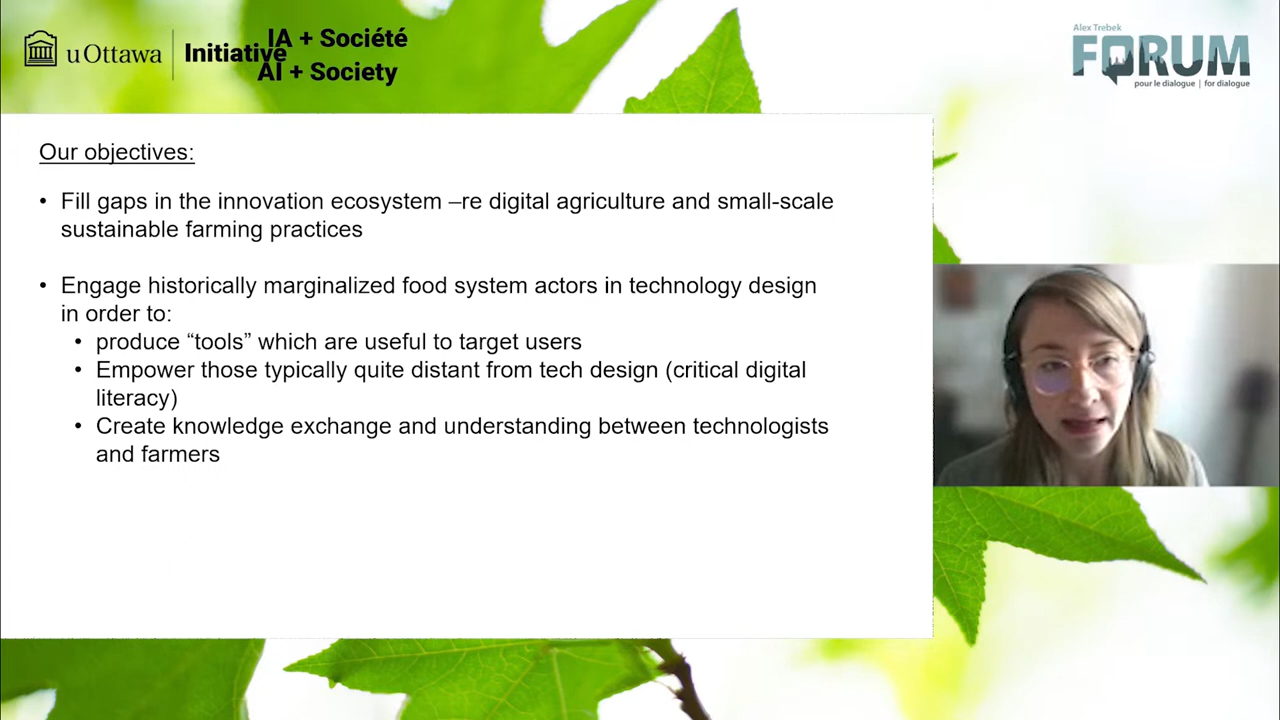 uOttawa
Initiative
IA + Société
AI + Society
Alex Trebek
FORUM
pour le dialogue | for dialogue
Our objectives:
• Fill gaps in the innovation ecosystem –re digital agriculture and small-scale
sustainable farming practices
• Engage historically marginalized food system actors in technology design
in order to:
• produce “tools” which are useful to target users
• Empower those typically quite distant from tech design (critical digital
literacy)
• Create knowledge exchange and understanding between technologists
and farmers